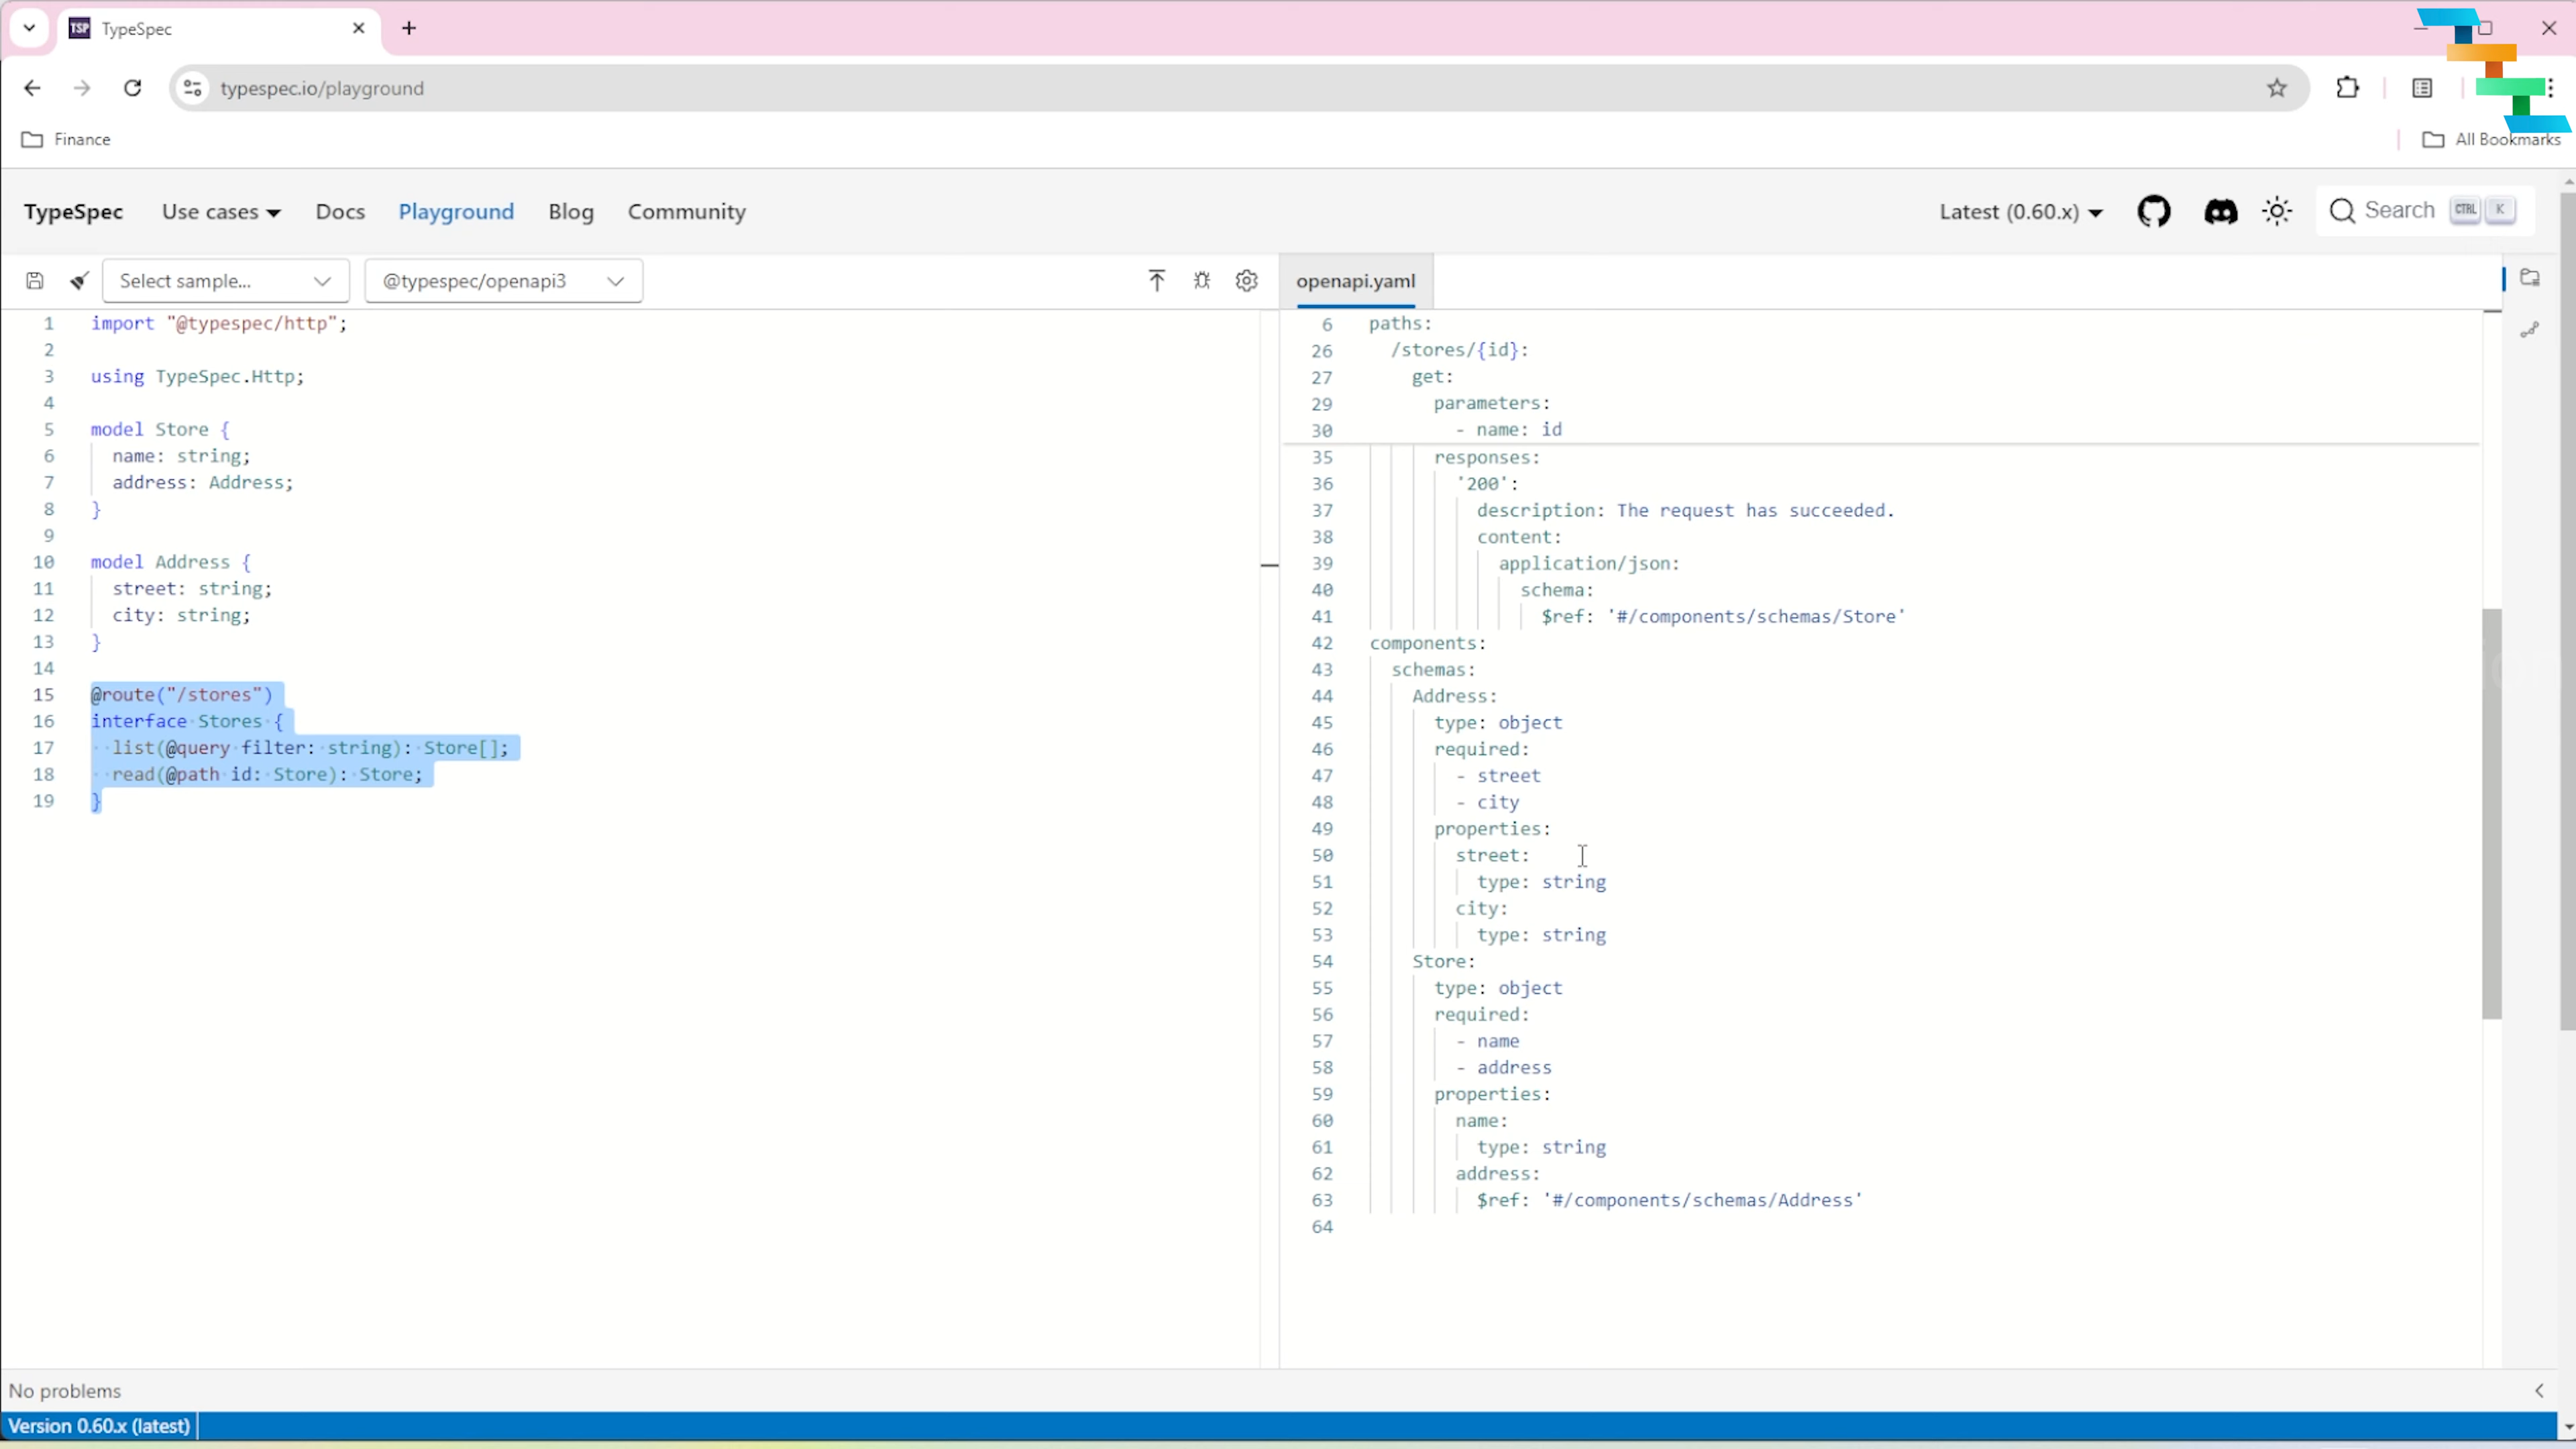 TSP TypeSpec
typespec.io/playground
Finance
All Bookmarks
TypeSpec Use cases Docs Playground Blog Community
Latest (0.60.x) Search CTRL K
Select sample... @typespec/openapi3
openapi.yaml
1 import "@typespec/http";
2
3 using TypeSpec.Http;
4
5 model Store {
6 name: string;
7 address: Address;
8 }
9
10 model Address {
11 street: string;
12 city: string;
13 }
14
15 @route("/stores")
16 interface Stores {
17 list(@query filter: string): Store[];
18 read(@path id: Store): Store;
19 }
6 paths:
26 /stores/{id}:
27 get:
29 parameters:
30 - name: id
35 responses:
36 '200':
37 description: The request has succeeded.
38 content:
39 application/json:
40 schema:
41 $ref: '#/components/schemas/Store'
42 components:
43 schemas:
44 Address:
45 type: object
46 required:
47 - street
48 - city
49 properties:
50 street:
51 type: string
52 city:
53 type: string
54 Store:
55 type: object
56 required:
57 - name
58 - address
59 properties:
60 name:
61 type: string
62 address:
63 $ref: '#/components/schemas/Address'
64
No problems
Version 0.60.x (latest)